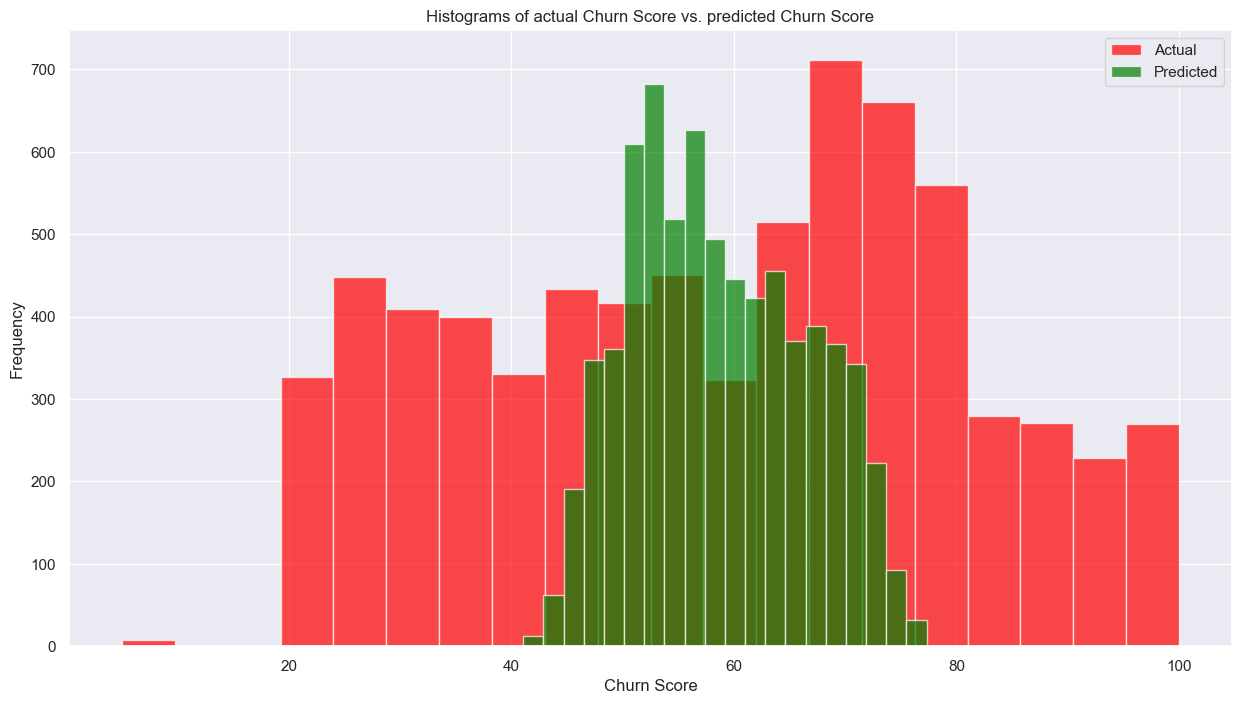 Histograms of actual Churn Score vs. predicted Churn Score
Actual
Predicted
700
600
500
400
300
200
100
0
Frequency
20 40 60 80 100
Churn Score